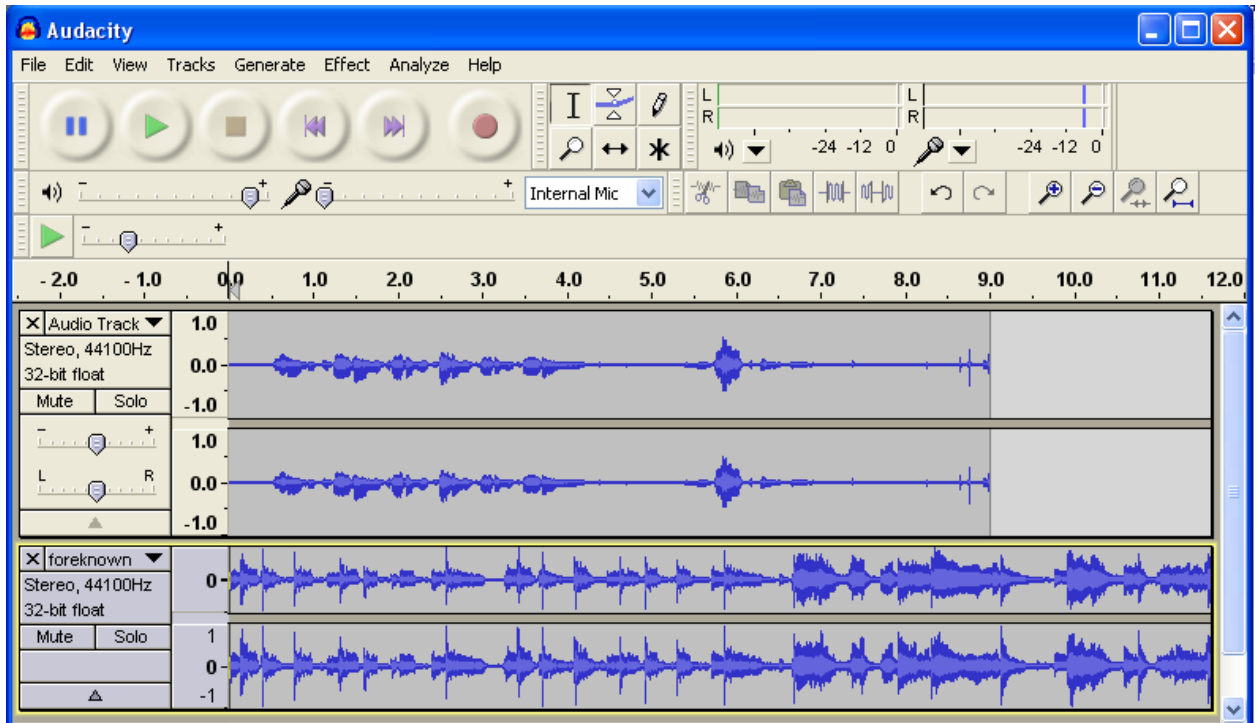 Audacity
File Edit View Tracks Generate Effect Analyze Help
L
R
-24 -12 0
L
R
-24 -12 0
- +
- +
Internal Mic
- +
- 2.0 - 1.0 0.0 1.0 2.0 3.0 4.0 5.0 6.0 7.0 8.0 9.0 10.0 11.0 12.0
X Audio Track
Stereo, 44100Hz
32-bit float
Mute Solo
- +
L R
1.0
0.0
-1.0
1.0
0.0
-1.0
X foreknown
Stereo, 44100Hz
32-bit float
Mute Solo
0
1
0
-1